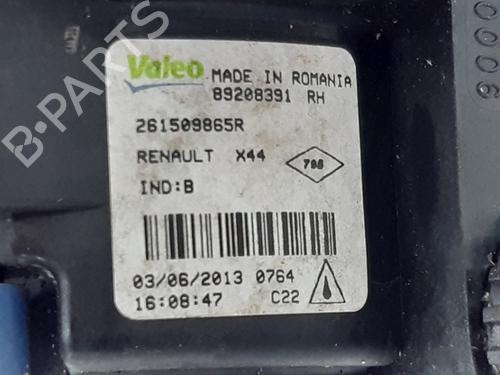 Valeo MADE IN ROMANIA
89208391 RH
261509865R
RENAULT X44
IND:B
03/06/2013 0764
16:08:47 C22
B-PARTS